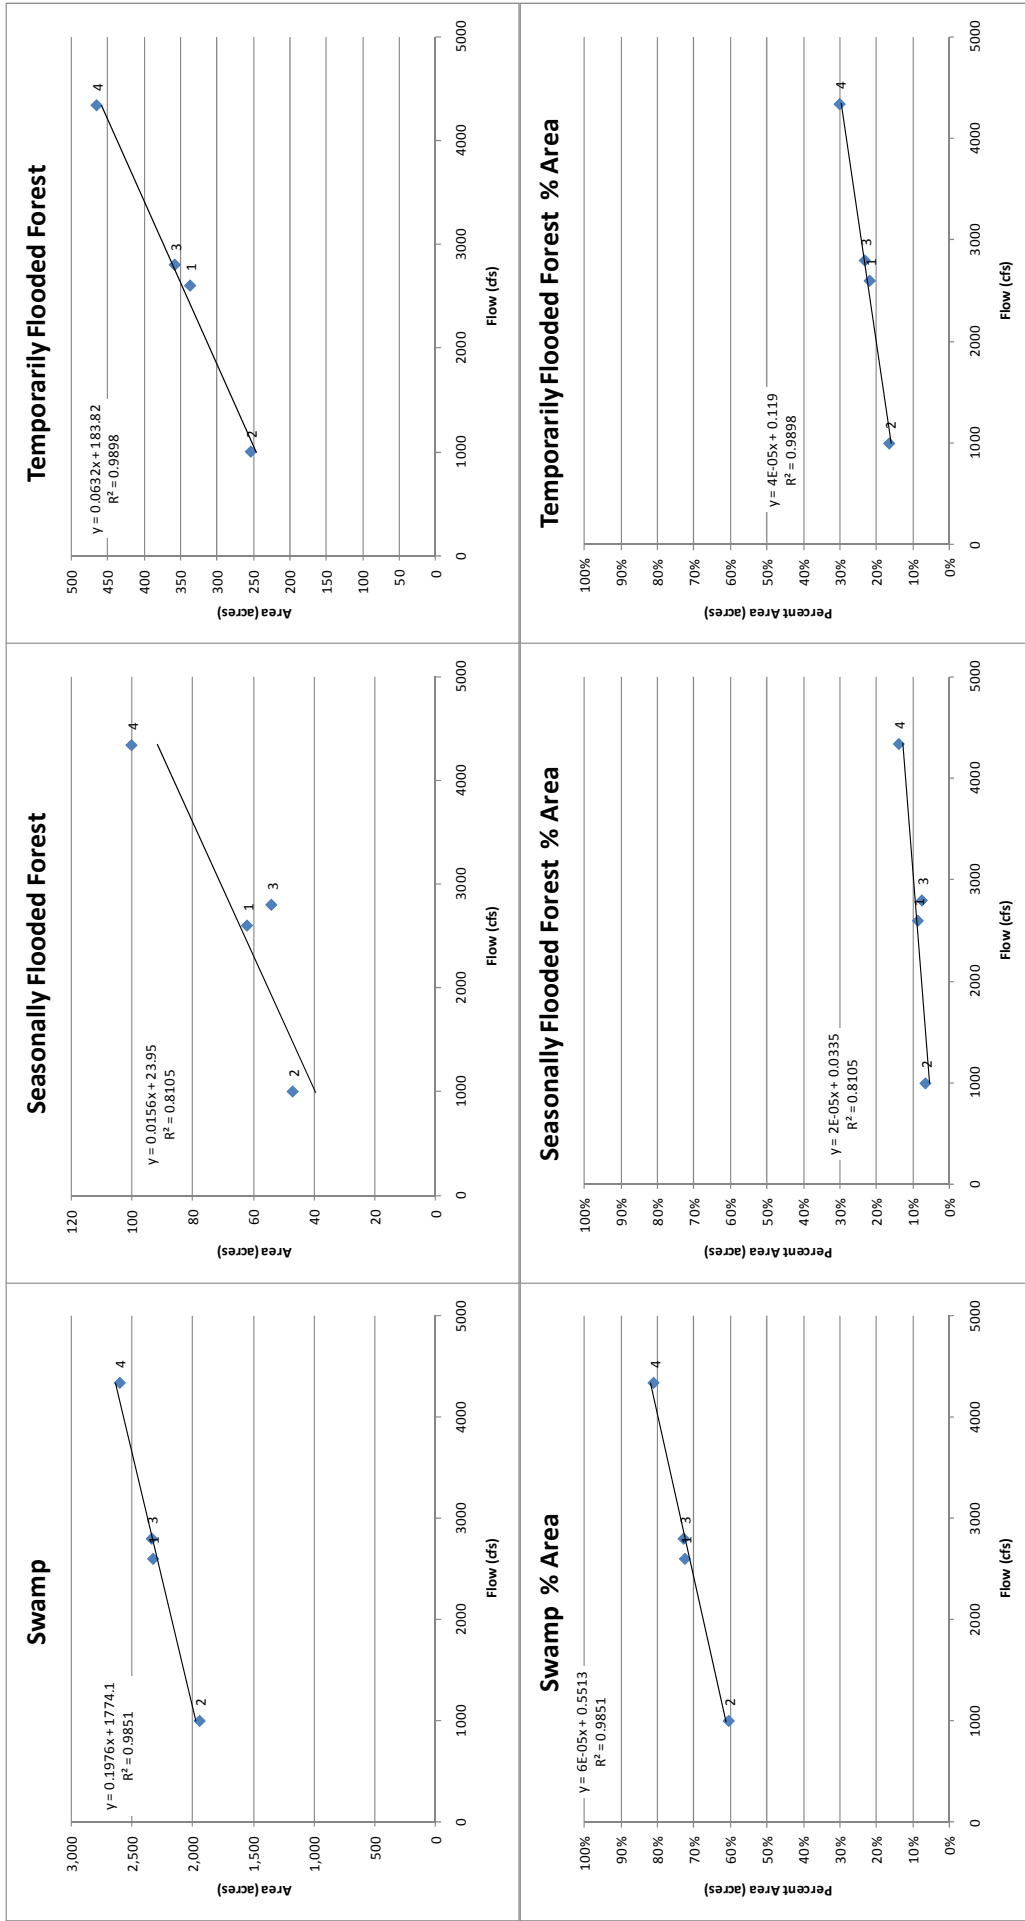 Swamp
y = 0.1976x + 1774.1
R² = 0.9851
3,000
2,500
2,000
1,500
1,000
500
0
Area (acres)
2
1
3
4
0 1000 2000 3000 4000 5000
Flow (cfs)
Seasonally Flooded Forest
y = 0.0156x + 23.95
R² = 0.8105
120
100
80
60
40
20
0
Area (acres)
2
1
3
4
0 1000 2000 3000 4000 5000
Flow (cfs)
Temporarily Flooded Forest
y = 0.0632x + 183.82
R² = 0.9898
500
450
400
350
300
250
200
150
100
50
0
Area (acres)
2
1
3
4
0 1000 2000 3000 4000 5000
Flow (cfs)
Swamp % Area
y = 6E-05x + 0.5513
R² = 0.9851
100%
90%
80%
70%
60%
50%
40%
30%
20%
10%
0%
Percent Area (acres)
2
1
3
4
0 1000 2000 3000 4000 5000
Flow (cfs)
Seasonally Flooded Forest % Area
y = 2E-05x + 0.0335
R² = 0.8105
100%
90%
80%
70%
60%
50%
40%
30%
20%
10%
0%
Percent Area (acres)
2
1
3
4
0 1000 2000 3000 4000 5000
Flow (cfs)
Temporarily Flooded Forest % Area
y = 4E-05x + 0.119
R² = 0.9898
100%
90%
80%
70%
60%
50%
40%
30%
20%
10%
0%
Percent Area (acres)
2
1
3
4
0 1000 2000 3000 4000 5000
Flow (cfs)